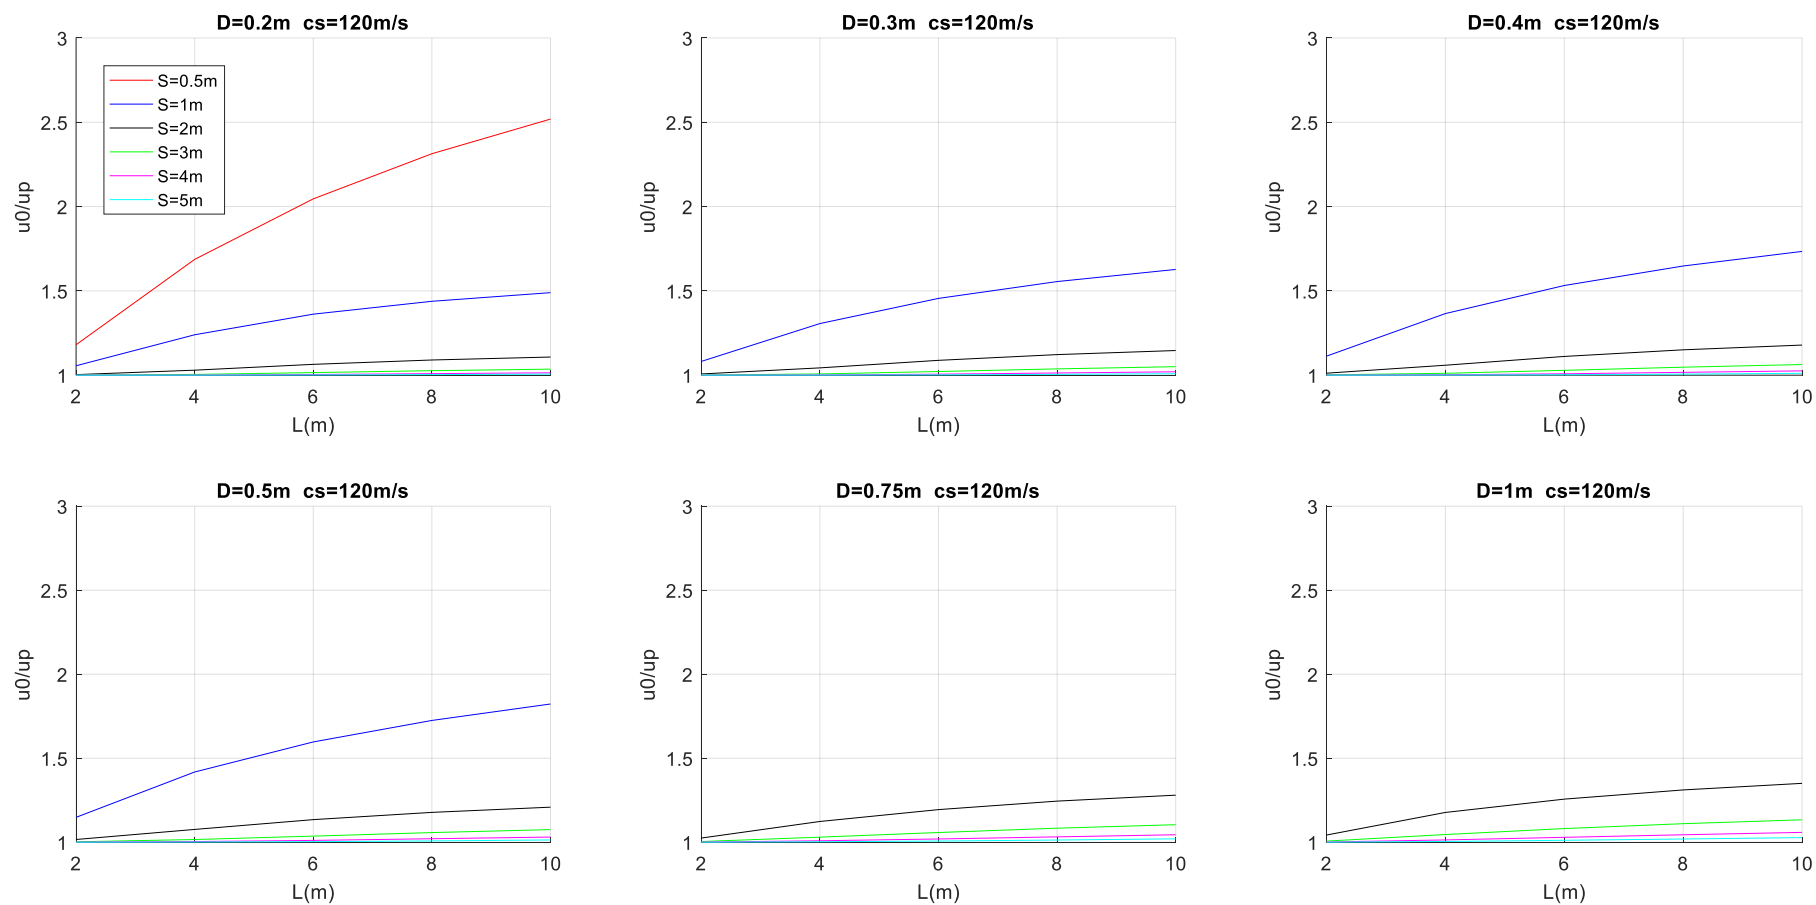 D=0.2m cs=120m/s
3
2.5
2
1.5
1
u0/up
S=0.5m
S=1m
S=2m
S=3m
S=4m
S=5m
2 4 6 8 10
L(m)
D=0.3m cs=120m/s
3
2.5
2
1.5
1
u0/up
2 4 6 8 10
L(m)
D=0.4m cs=120m/s
3
2.5
2
1.5
1
u0/up
2 4 6 8 10
L(m)
D=0.5m cs=120m/s
3
2.5
2
1.5
1
u0/up
2 4 6 8 10
L(m)
D=0.75m cs=120m/s
3
2.5
2
1.5
1
u0/up
2 4 6 8 10
L(m)
D=1m cs=120m/s
3
2.5
2
1.5
1
u0/up
2 4 6 8 10
L(m)